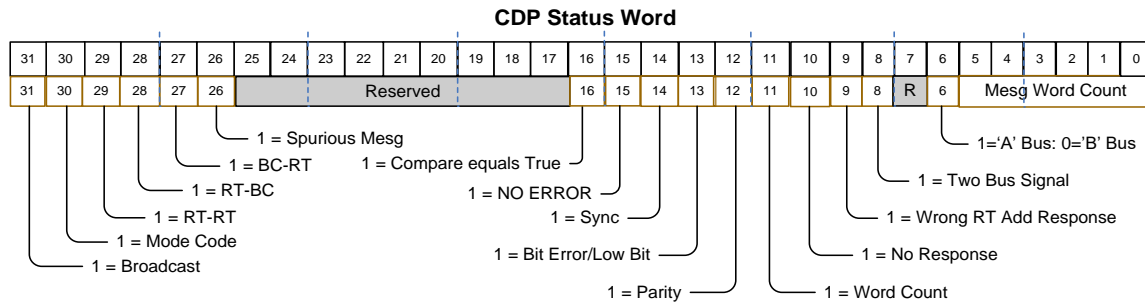 CDP Status Word
31 30 29 28 27 26 25 24 23 22 21 20 19 18 17 16 15 14 13 12 11 10 9 8 7 6 5 4 3 2 1 0
31 30 29 28 27 26 Reserved 16 15 14 13 12 11 10 9 8 R 6 Mesg Word Count
1 = Spurious Mesg
1 = BC-RT
1 = RT-BC
1 = RT-RT
1 = Mode Code
1 = Broadcast
1 = Compare equals True
1 = NO ERROR
1 = Sync
1 = Bit Error/Low Bit
1 = Parity
1='A' Bus: 0='B' Bus
1 = Two Bus Signal
1 = Wrong RT Add Response
1 = No Response
1 = Word Count